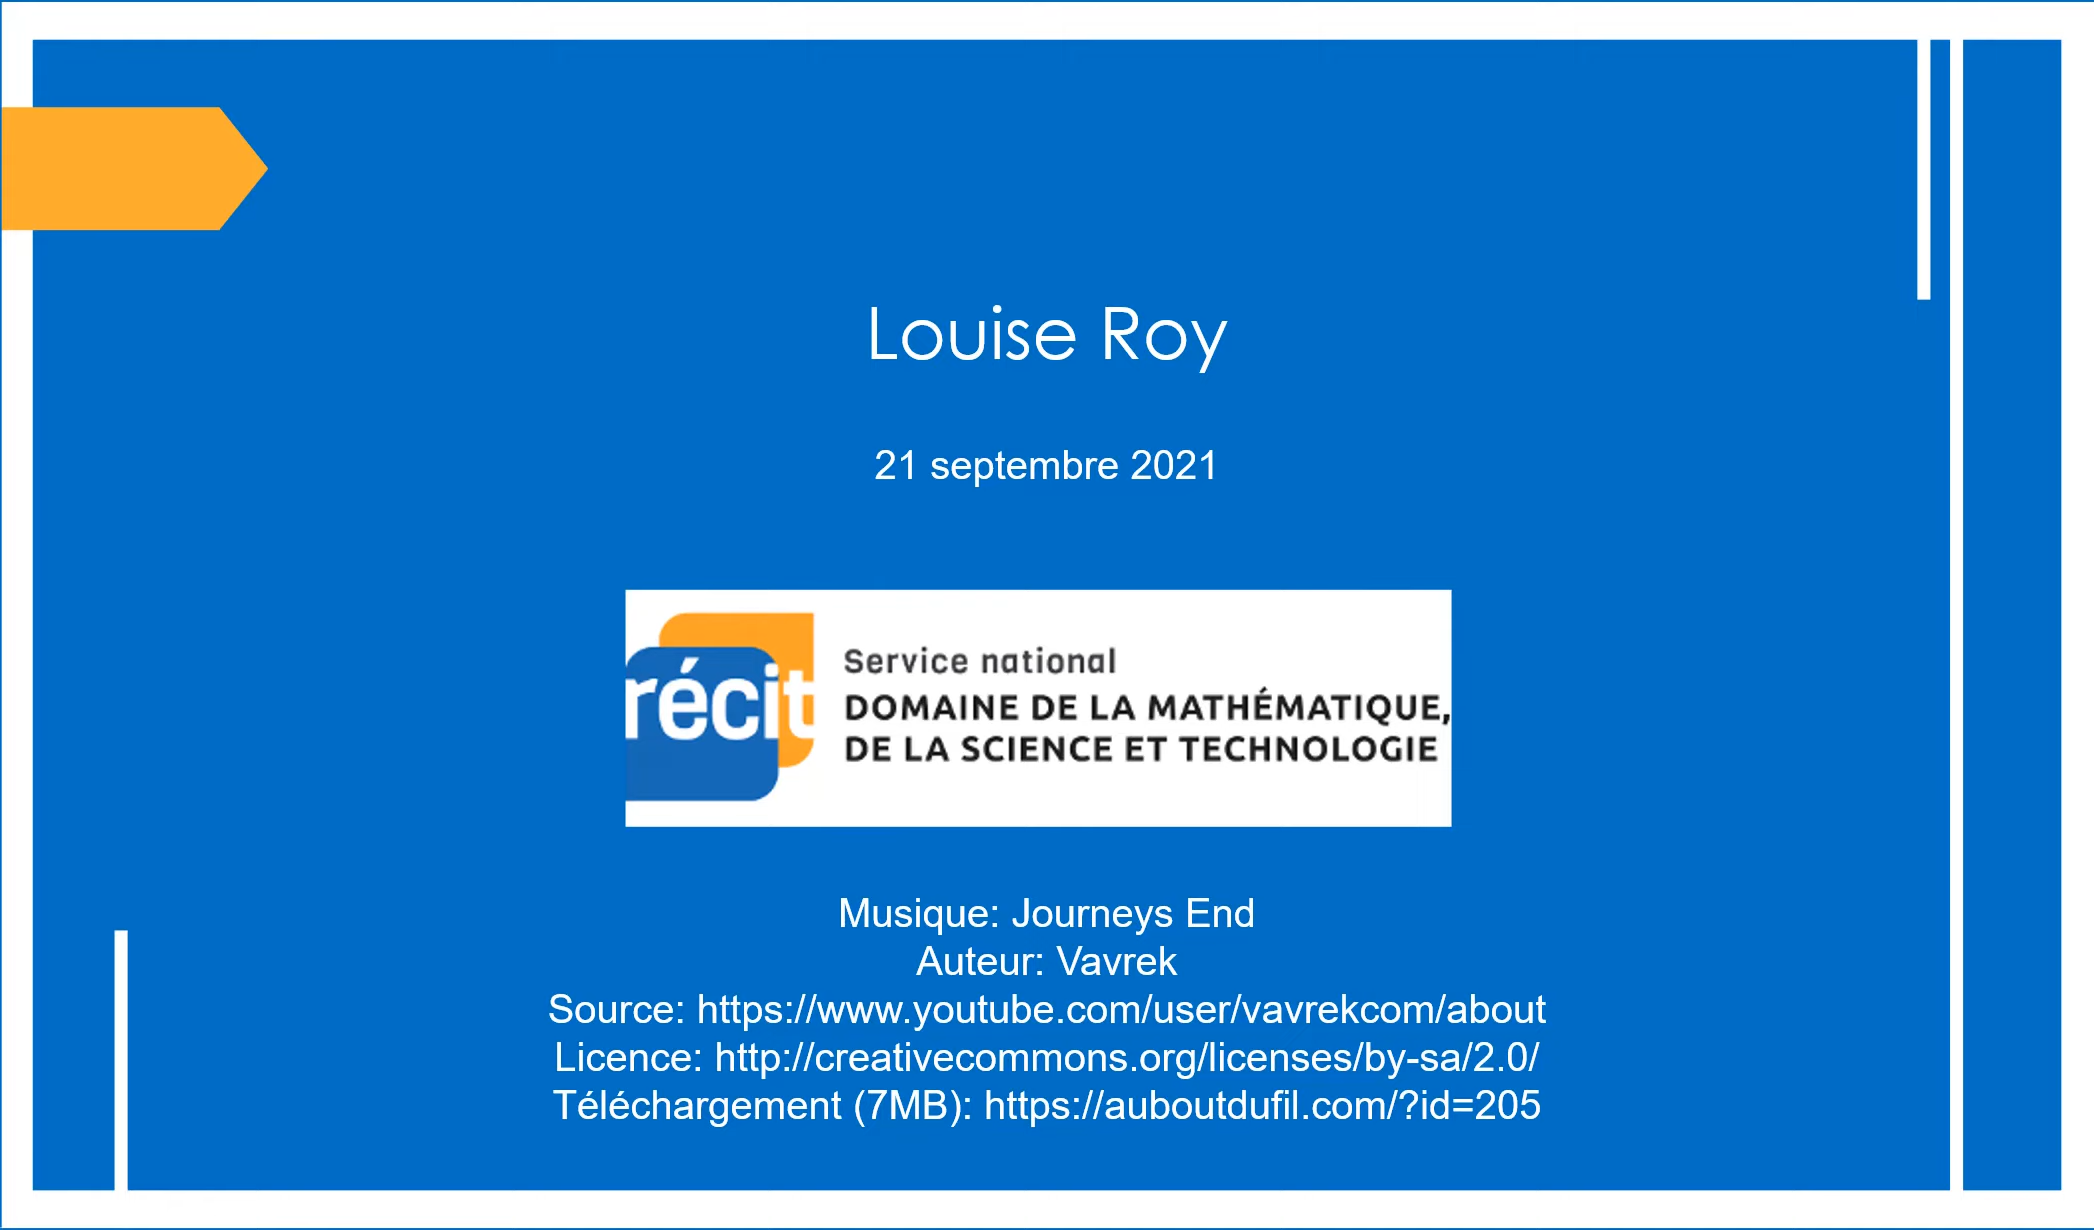 Louise Roy
21 septembre 2021
récit
Service national
DOMAINE DE LA MATHÉMATIQUE,
DE LA SCIENCE ET TECHNOLOGIE
Musique: Journeys End
Auteur: Vavrek
Source: https://www.youtube.com/user/vavrekcom/about
Licence: http://creativecommons.org/licenses/by-sa/2.0/
Téléchargement (7MB): https://auboutdufil.com/?id=205